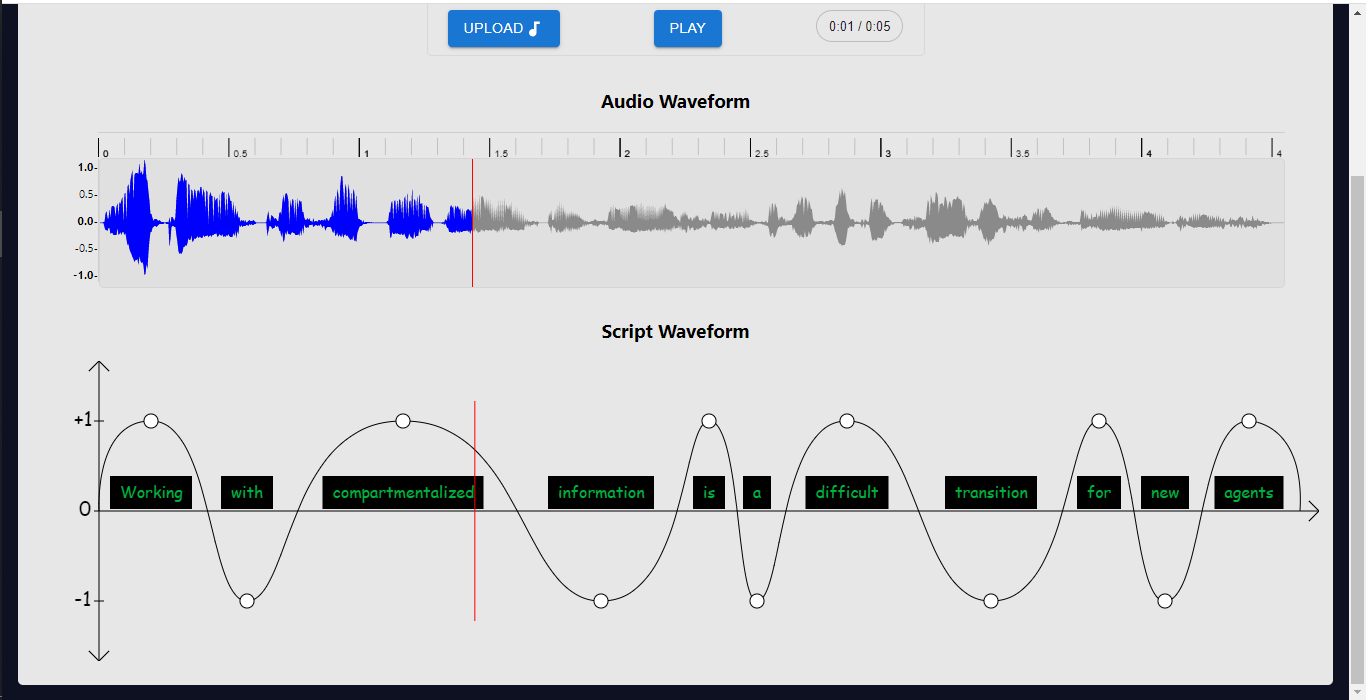 UPLOAD PLAY 0:01 / 0:05
Audio Waveform
0 0.5 1 1.5 2 2.5 3 3.5 4 4
1.0-
0.5-
0.0-
-0.5-
-1.0-
Script Waveform
+1
Working with compartmentalized information is a difficult transition for new agents
0
-1